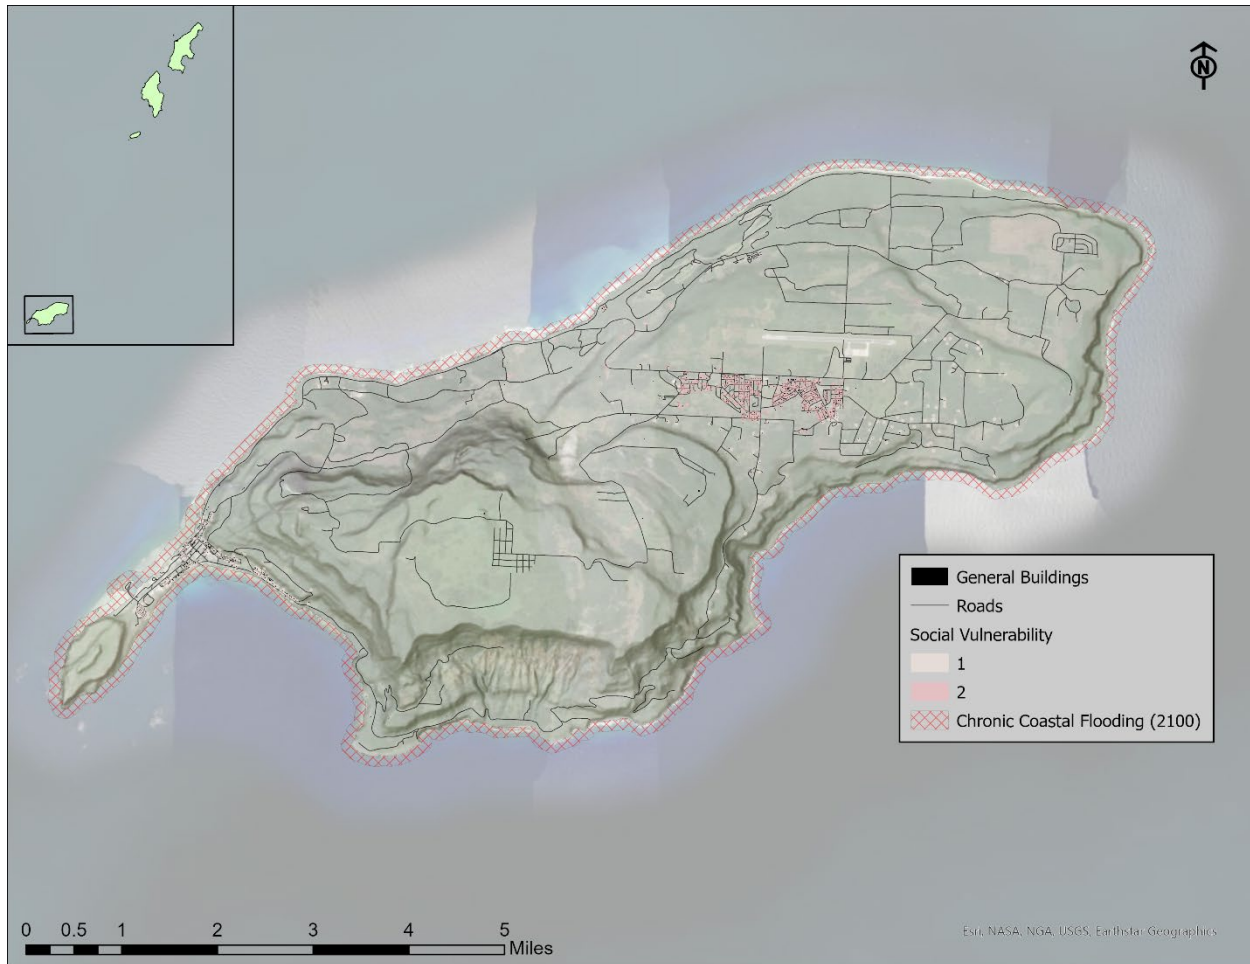 N
General Buildings
Roads
Social Vulnerability
1
2
Chronic Coastal Flooding (2100)
0 0.5 1 2 3 4 5
Miles
Esri, NASA, NGA, USGS, Earthstar Geographics